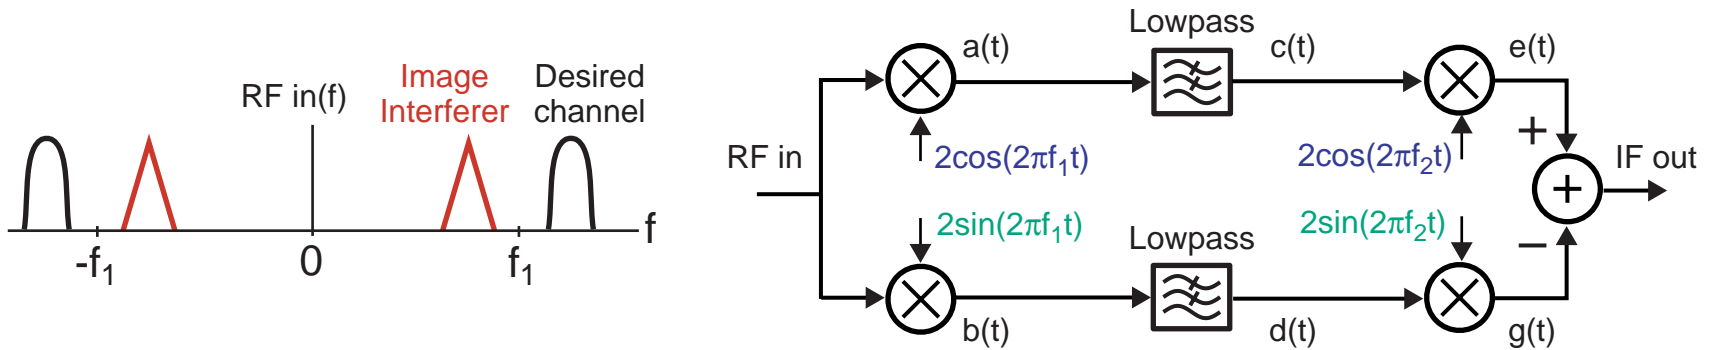 RF in(f)
Image
Interferer
Desired
channel
-f₁
0
f₁
f
RF in
a(t)
Lowpass
c(t)
e(t)
2cos(2πf₁t)
2cos(2πf₂t)
+
+
IF out
2sin(2πf₁t)
Lowpass
2sin(2πf₂t)
−
b(t)
d(t)
g(t)